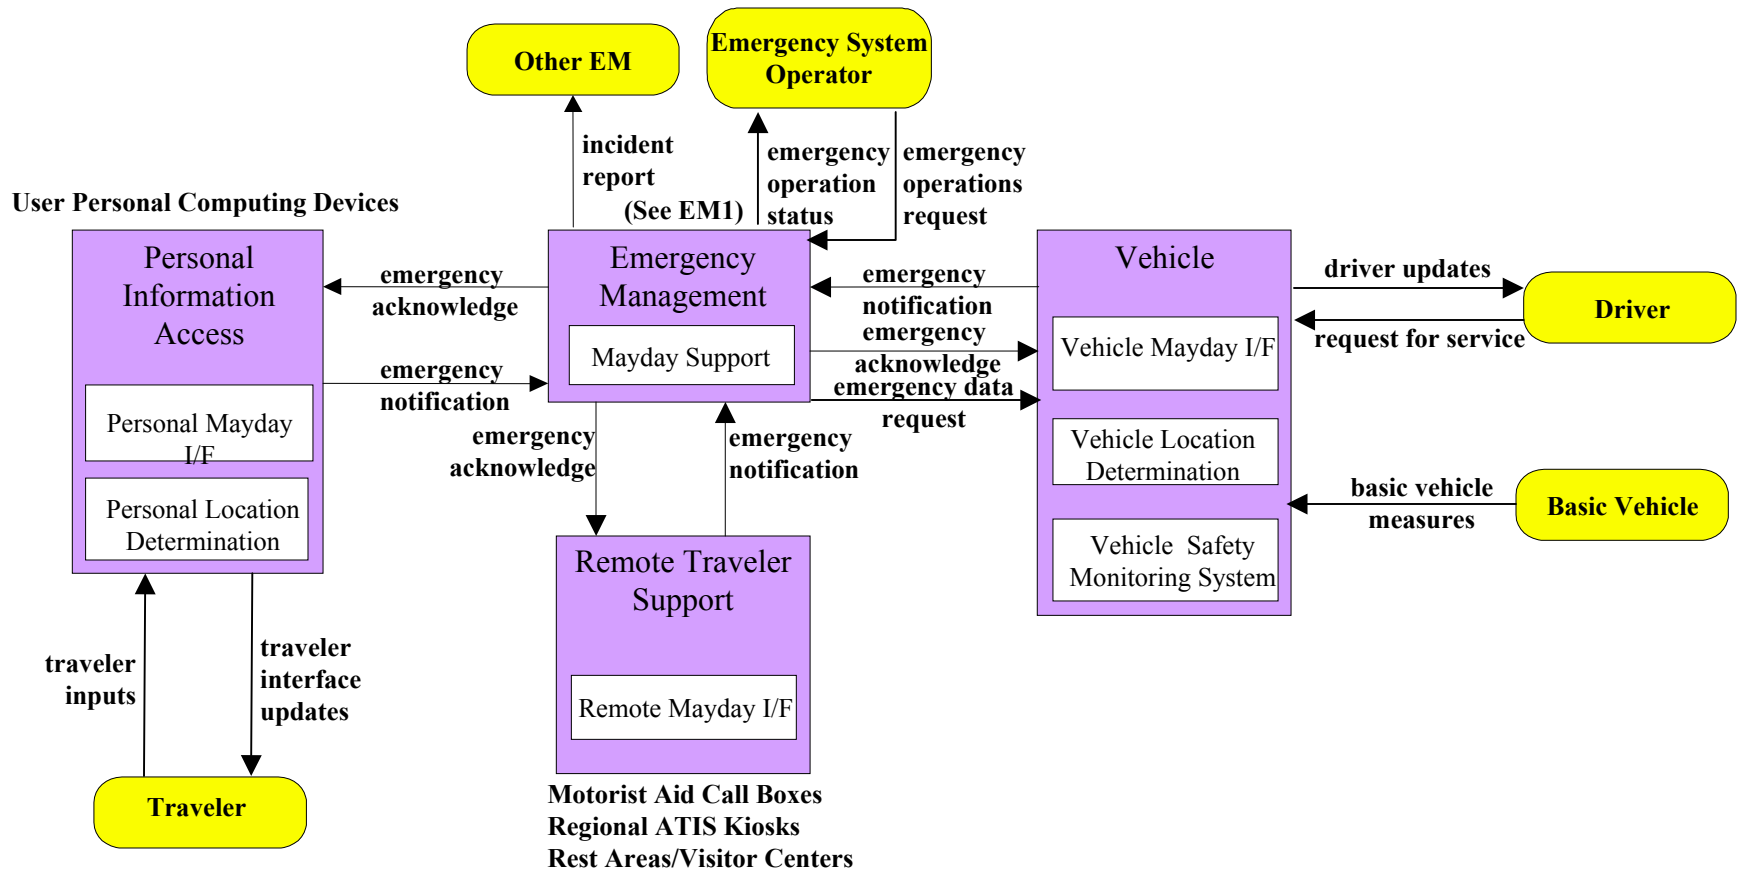 Other EM
Emergency System
Operator
incident
report
(See EM1)
emergency
operation
status
emergency
operations
request
User Personal Computing Devices
Personal
Information
Access
Personal Mayday
I/F
Personal Location
Determination
emergency
acknowledge
emergency
notification
Emergency
Management
Mayday Support
emergency
notification
emergency
acknowledge
emergency data
request
Vehicle
Vehicle Mayday I/F
Vehicle Location
Determination
Vehicle Safety
Monitoring System
driver updates
request for service
Driver
basic vehicle
measures
Basic Vehicle
emergency
acknowledge
emergency
notification
Remote Traveler
Support
Remote Mayday I/F
traveler
inputs
traveler
interface
updates
Traveler
Motorist Aid Call Boxes
Regional ATIS Kiosks
Rest Areas/Visitor Centers